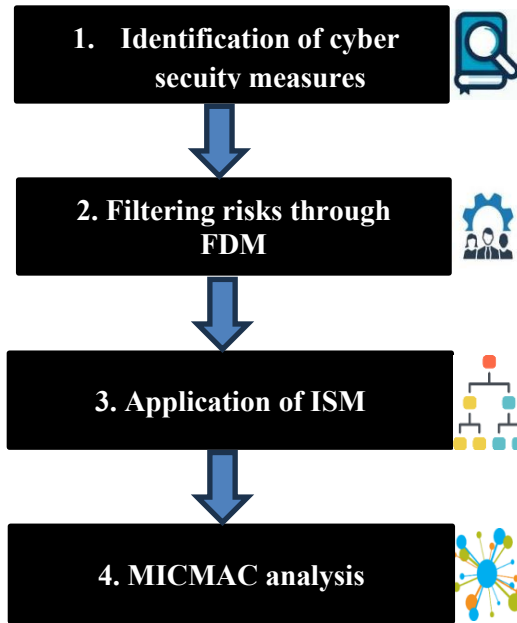 1. Identification of cyber
secuity measures
2. Filtering risks through
FDM
3. Application of ISM
4. MICMAC analysis